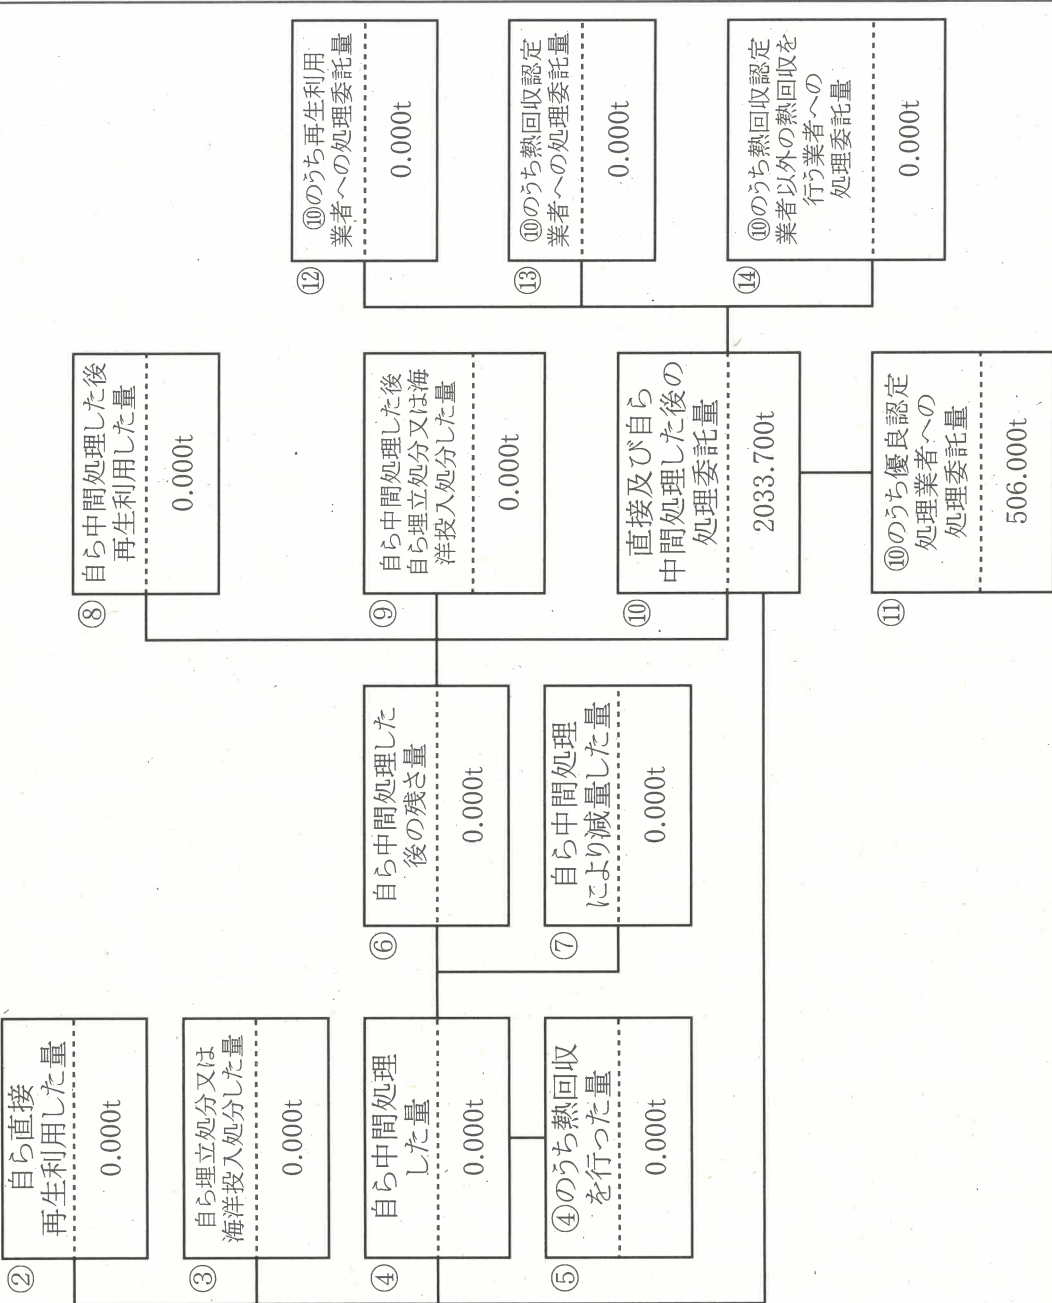 ②
自ら直接
再生利用した量
0.000t
③
自ら埋立処分又は
海洋投入処分した量
0.000t
④
自ら中間処理
した量
0.000t
⑤
④のうち熱回収
を行った量
0.000t
⑥
自ら中間処理した
後の残さ量
0.000t
⑦
自ら中間処理
により減量した量
0.000t
⑧
自ら中間処理した後
再生利用した量
0.000t
⑨
自ら中間処理した後
自ら埋立処分又は海
洋投入処分した量
0.000t
⑩
直接及び自ら
中間処理した後の
処理委託量
2033.700t
⑪
⑩のうち優良認定
処理業者への
処理委託量
506.000t
⑫
⑩のうち再生利用
業者への処理委託量
0.000t
⑬
⑩のうち熱回収認定
業者への処理委託量
0.000t
⑭
⑩のうち熱回収認定
業者以外の熱回収を
行う業者への
処理委託量
0.000t